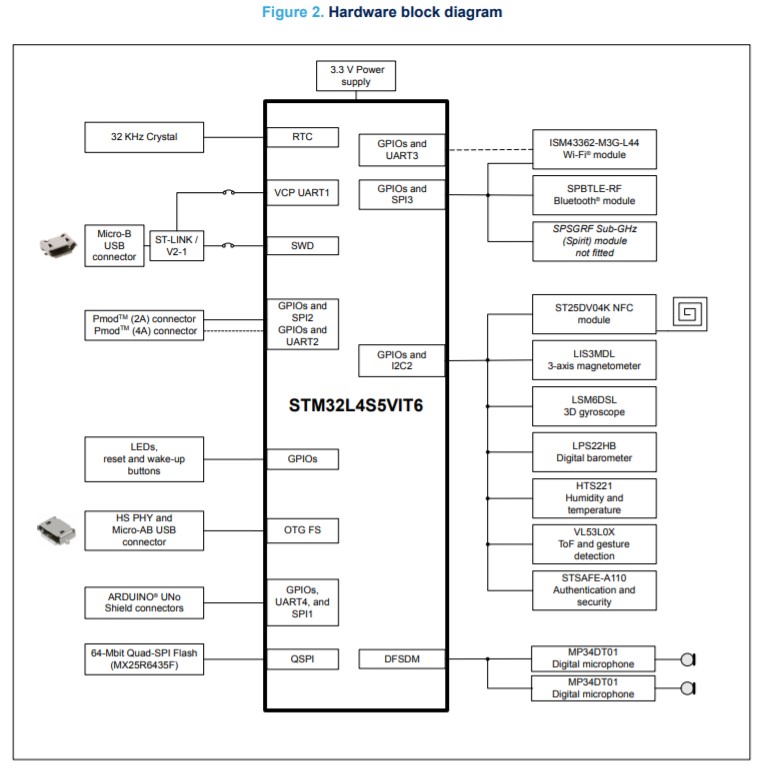 Figure 2. Hardware block diagram
3.3 V Power
supply
32 KHz Crystal
RTC
GPIOs and
UART3
ISM43362-M3G-L44
Wi-Fi® module
VCP UART1
GPIOs and
SPI3
SPBTLE-RF
Bluetooth® module
Micro-B
USB
connector
ST-LINK /
V2-1
SWD
SPSGRF Sub-GHz
(Spirit) module
not fitted
Pmod™ (2A) connector
Pmod™ (4A) connector
GPIOs and
SPI2
GPIOs and
UART2
ST25DV04K NFC
module
GPIOs and
I2C2
LIS3MDL
3-axis magnetometer
STM32L4S5VIT6
LSM6DSL
3D gyroscope
LEDs,
reset and wake-up
buttons
GPIOs
LPS22HB
Digital barometer
HTS221
Humidity and
temperature
HS PHY and
Micro-AB USB
connector
OTG FS
VL53L0X
ToF and gesture
detection
ARDUINO® UNo
Shield connectors
GPIOs,
UART4, and
SPI1
STSAFE-A110
Authentication and
security
64-Mbit Quad-SPI Flash
(MX25R6435F)
QSPI
DFSDM
MP34DT01
Digital microphone
MP34DT01
Digital microphone